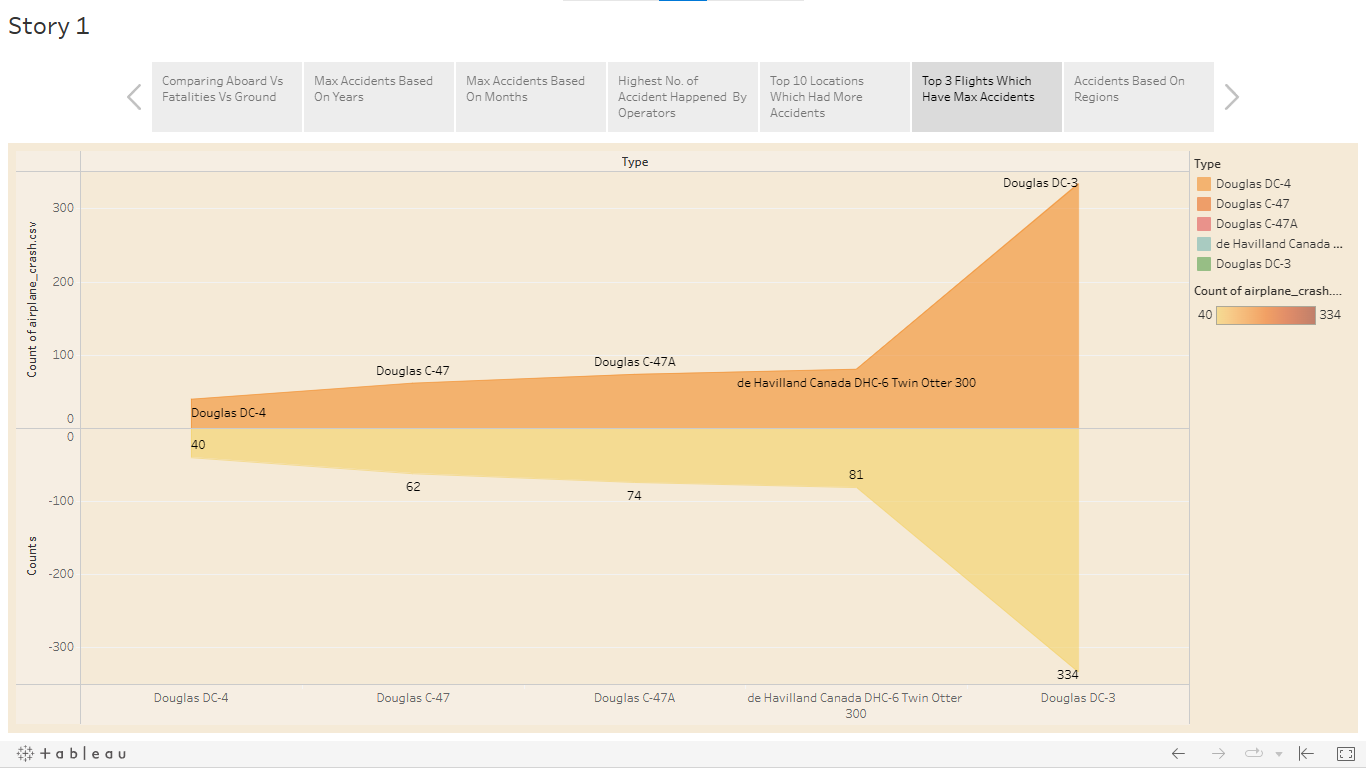 Story 1
Comparing Aboard Vs
Fatalities Vs Ground
Max Accidents Based
On Years
Max Accidents Based
On Months
Highest No. of
Accident Happened By
Operators
Top 10 Locations
Which Had More
Accidents
Top 3 Flights Which
Have Max Accidents
Accidents Based On
Regions
Type
Count of airplane_crash.csv
300
200
100
0
Douglas DC-4
Douglas C-47
Douglas C-47A
de Havilland Canada DHC-6 Twin Otter 300
Douglas DC-3
Counts
0
-100
-200
-300
40
62
74
81
334
Douglas DC-4
Douglas C-47
Douglas C-47A
de Havilland Canada DHC-6 Twin Otter
300
Douglas DC-3
Type
Douglas DC-4
Douglas C-47
Douglas C-47A
de Havilland Canada ...
Douglas DC-3
Count of airplane_crash....
40 334
+ableau